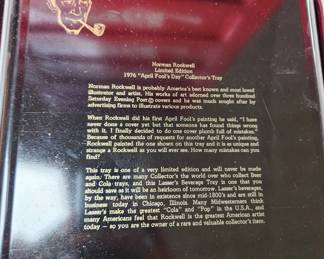 Norman Rockwell
Limited Edition
1976 "April Fool's Day" Collector's Tray
Norman Rockwell is probably America's best known and most loved
illustrator and artist. His works of art adorned over three hundred
Saturday Evening Post© covers and he was much sought after by
advertising firms to illustrate various products.
When Rockwell did his first April Fool's painting he said, "I have
never done a cover yet but that someone has found things wrong
with it. I finally decided to do one cover plumb full of mistakes."
Because of thousands of requests for another April Fool's painting,
Rockwell painted the one shown on this tray and it is as unique and
strange a Rockwell as you will ever see. How many mistakes can you
find?
This tray is one of a very limited edition and will never be made
again. There are many Collector's the world over who collect Beer
and Cola trays, and this Lasser's Beverage Tray is one that you
should save as it will be an heirloom of tomorrow. Lasser's beverages,
by the way, have been in existence since mid-1800's and are still in
business today in Chicago, Illinois. Many Midwesterners think
Lasser's make the greatest "Cola" and "Pop" in the U.S.A., and
many Americans feel that Rockwell is the greatest American artist
today — so you are the owner of a rare and valuable collector's item.